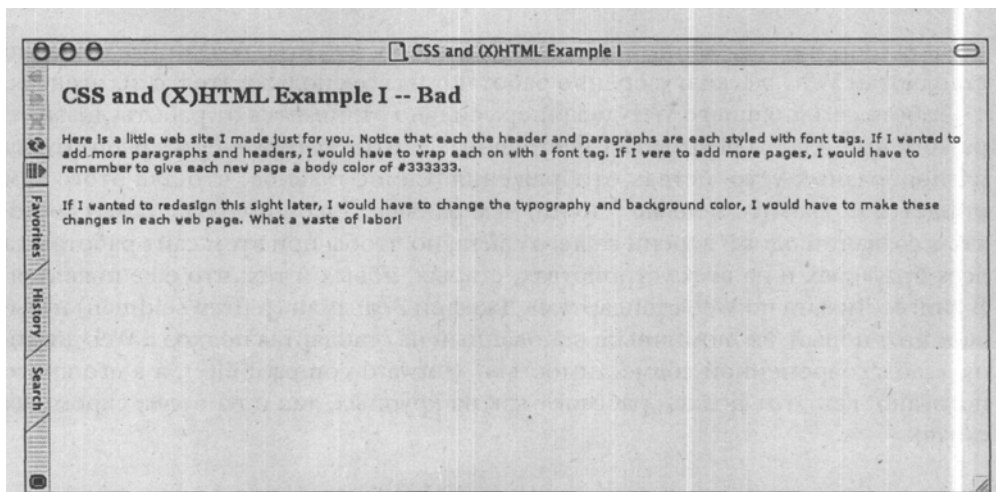 CSS and (X)HTML Example I
CSS and (X)HTML Example I -- Bad
Here is a little web site I made just for you. Notice that each the header and paragraphs are each styled with font tags. If I wanted to
add more paragraphs and headers, I would have to wrap each on with a font tag. If I were to add more pages, I would have to
remember to give each new page a body color of #333333.
If I wanted to redesign this sight later, I would have to change the typography and background color, I would have to make these
changes in each web page. What a waste of labor!
Favorites
History
Search